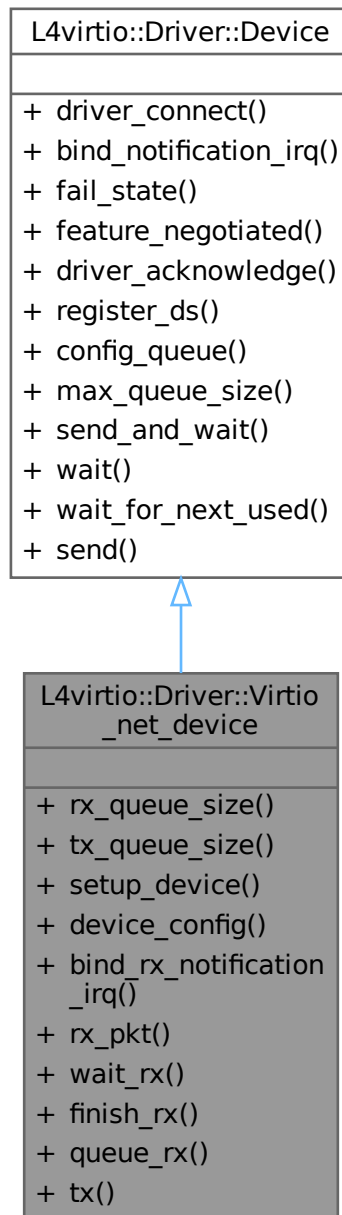 L4virtio::Driver::Device
+ driver_connect()
+ bind_notification_irq()
+ fail_state()
+ feature_negotiated()
+ driver_acknowledge()
+ register_ds()
+ config_queue()
+ max_queue_size()
+ send_and_wait()
+ wait()
+ wait_for_next_used()
+ send()
L4virtio::Driver::Virtio
_net_device
+ rx_queue_size()
+ tx_queue_size()
+ setup_device()
+ device_config()
+ bind_rx_notification
_irq()
+ rx_pkt()
+ wait_rx()
+ finish_rx()
+ queue_rx()
+ tx()